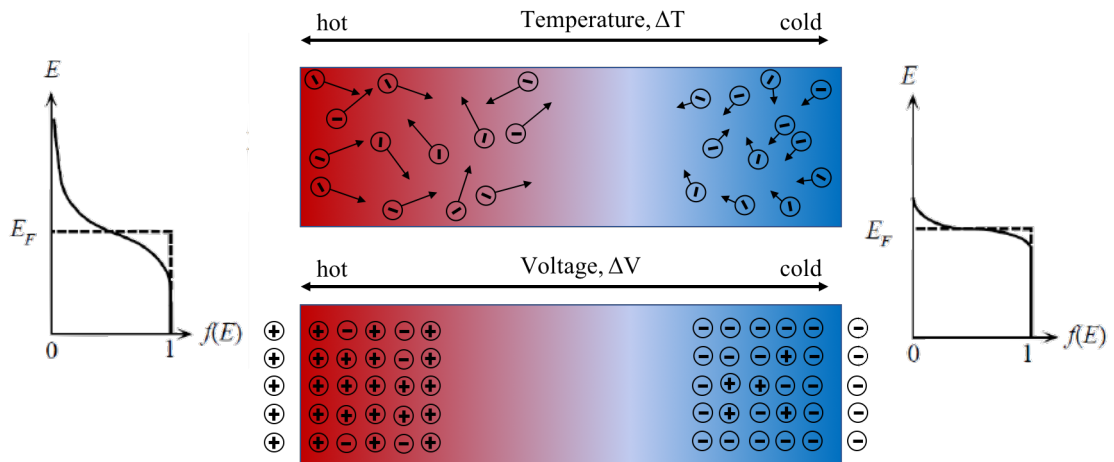 Temperature, ΔT
hot
cold
E
E_F
0
1
f(E)
E
E_F
0
1
f(E)
Voltage, ΔV
hot
cold
+ + − + − + − − − − − −
+ + + + − + − − − + − −
+ + + + + + − + + − − −
+ + + + + + − + − + − −
+ + − + − + − − − − − −